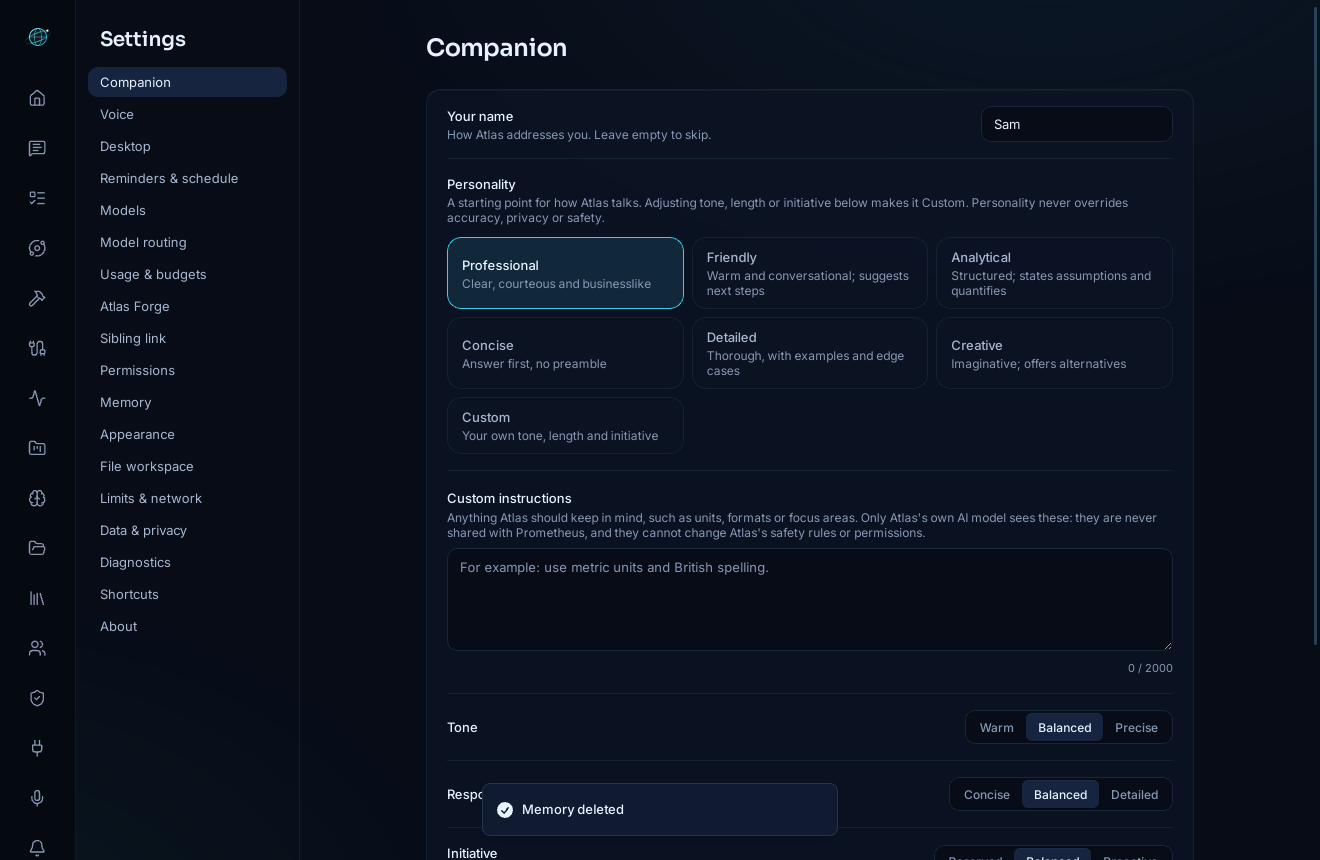 Settings
Companion
Voice
Desktop
Reminders & schedule
Models
Model routing
Usage & budgets
Atlas Forge
Sibling link
Permissions
Memory
Appearance
File workspace
Limits & network
Data & privacy
Diagnostics
Shortcuts
About
Companion
Your name
How Atlas addresses you. Leave empty to skip.
Sam
Personality
A starting point for how Atlas talks. Adjusting tone, length or initiative below makes it Custom. Personality never overrides
accuracy, privacy or safety.
Professional
Clear, courteous and businesslike
Friendly
Warm and conversational; suggests
next steps
Analytical
Structured; states assumptions and
quantifies
Concise
Answer first, no preamble
Detailed
Thorough, with examples and edge
cases
Creative
Imaginative; offers alternatives
Custom
Your own tone, length and initiative
Custom instructions
Anything Atlas should keep in mind, such as units, formats or focus areas. Only Atlas's own AI model sees these: they are never
shared with Prometheus, and they cannot change Atlas's safety rules or permissions.
For example: use metric units and British spelling.
0 / 2000
Tone
Warm Balanced Precise
Concise Balanced Detailed
Memory deleted
Initiative
Reserved Balanced Proactive